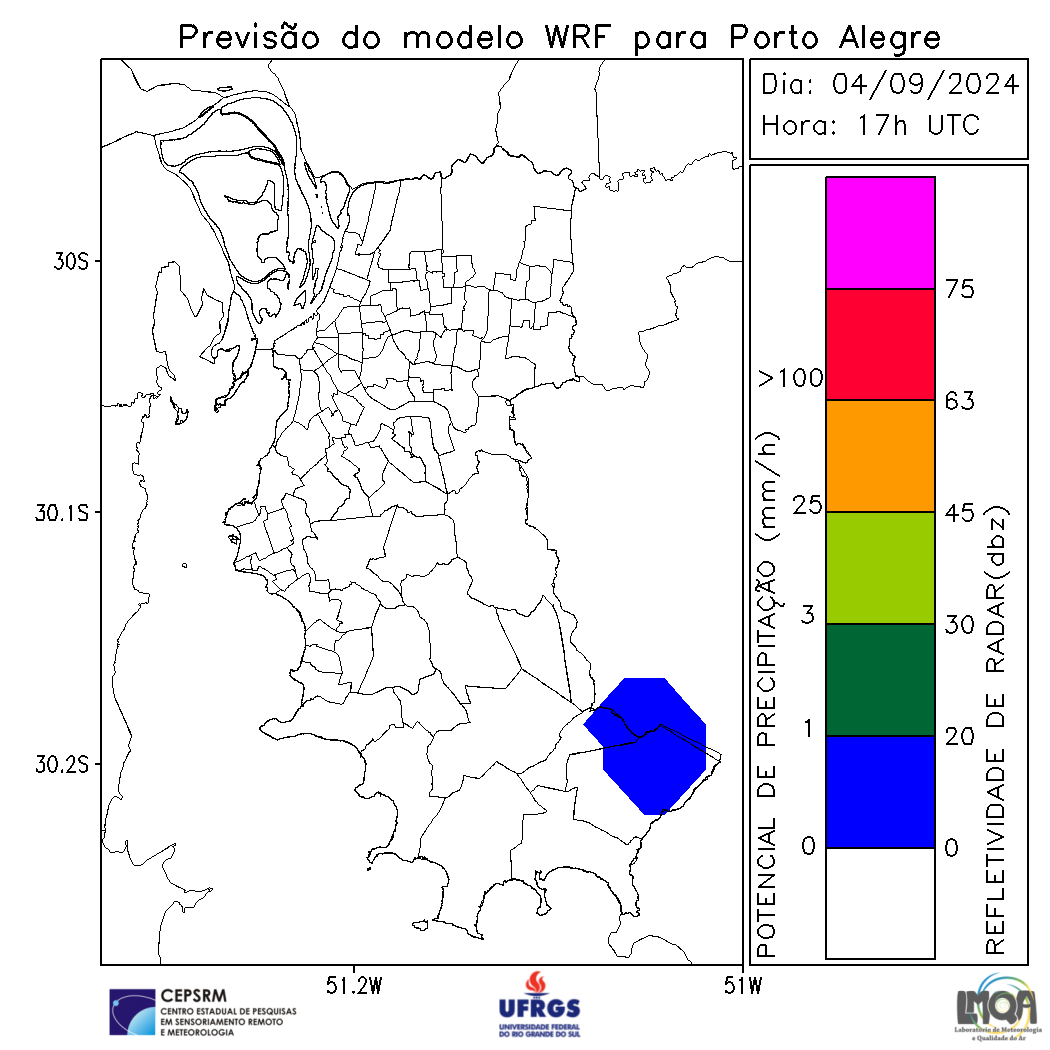 Previsão do modelo WRF para Porto Alegre
Dia: 04/09/2024
Hora: 17h UTC
30S
30.1S
30.2S
51.2W
51W
POTENCIAL DE PRECIPITAÇÃO (mm/h)
>100
25
3
1
0
75
63
45
30
20
0
REFLETIVIDADE DE RADAR(dbz)
CEPSRM
CENTRO ESTADUAL DE PESQUISAS
EM SENSORIAMENTO REMOTO
E METEOROLOGIA
UFRGS
UNIVERSIDADE FEDERAL
DO RIO GRANDE DO SUL
LMQA
Laboratório de Meteorologia
e Qualidade do Ar